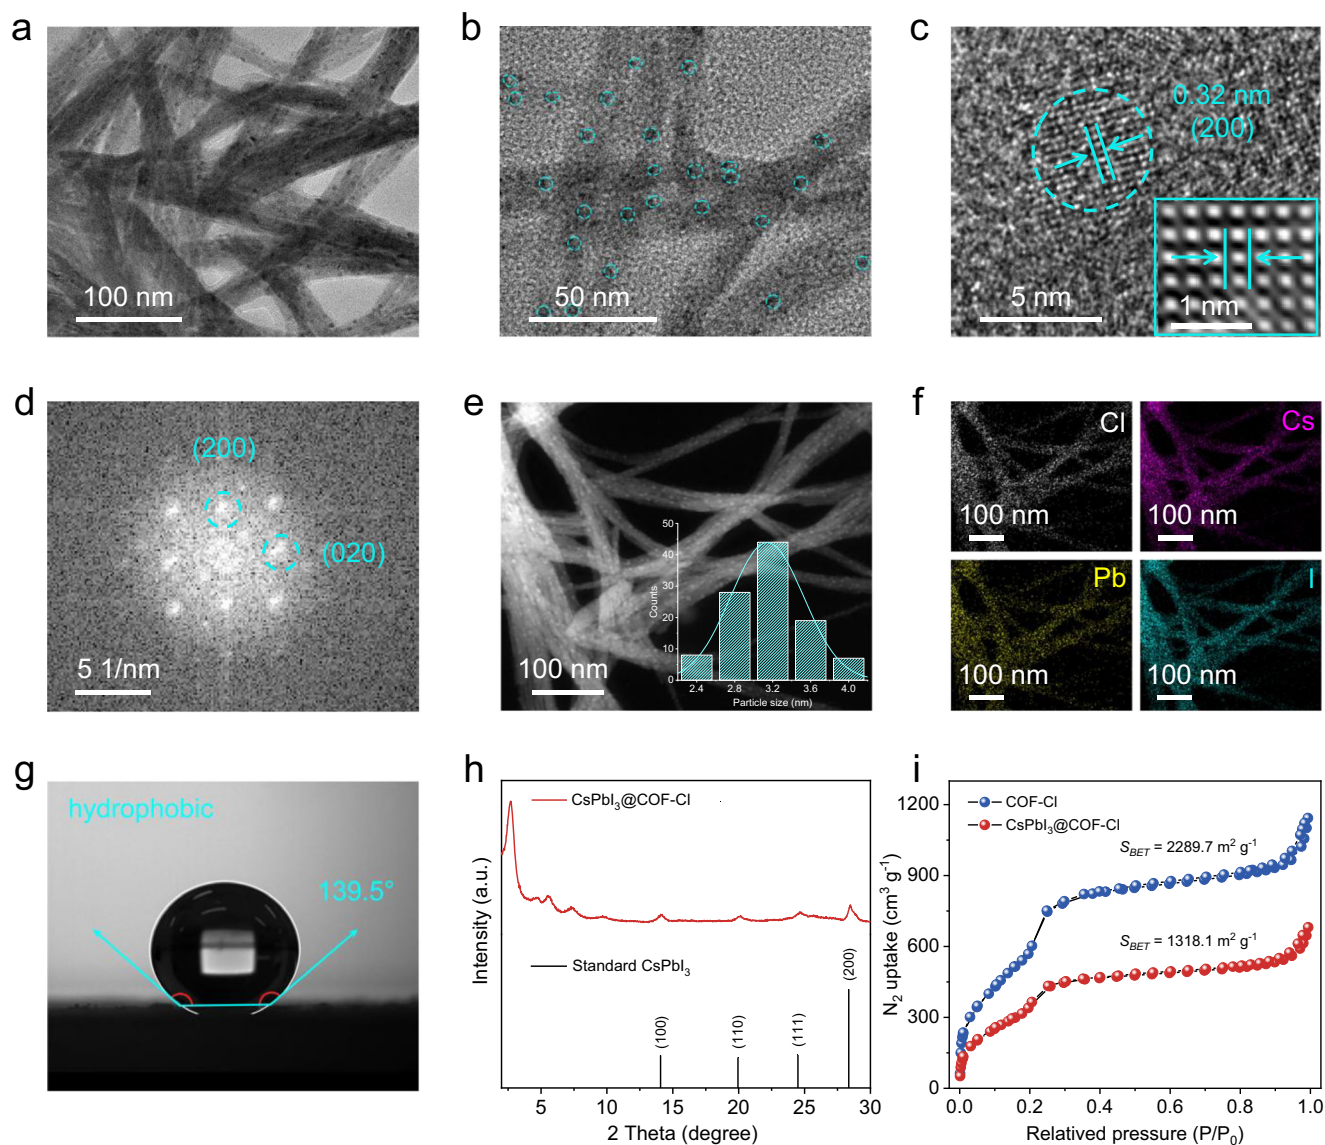 a
100 nm
b
50 nm
c
0.32 nm
(200)
5 nm
1 nm
d
(200)
(020)
5 1/nm
e
100 nm
50
40
30
20
10
0
Counts
2.4 2.8 3.2 3.6 4.0
Particle size (nm)
f
Cl
100 nm
Cs
100 nm
Pb
100 nm
I
100 nm
g
hydrophobic
139.5°
h
CsPbI₃@COF-Cl
Standard CsPbI₃
(100)
(110)
(111)
(200)
Intensity (a.u.)
5 10 15 20 25 30
2 Theta (degree)
i
COF-Cl
CsPbI₃@COF-Cl
S_BET = 2289.7 m² g⁻¹
S_BET = 1318.1 m² g⁻¹
1200
900
600
300
0
N₂ uptake (cm³ g⁻¹)
0.0 0.2 0.4 0.6 0.8 1.0
Relatived pressure (P/P₀)